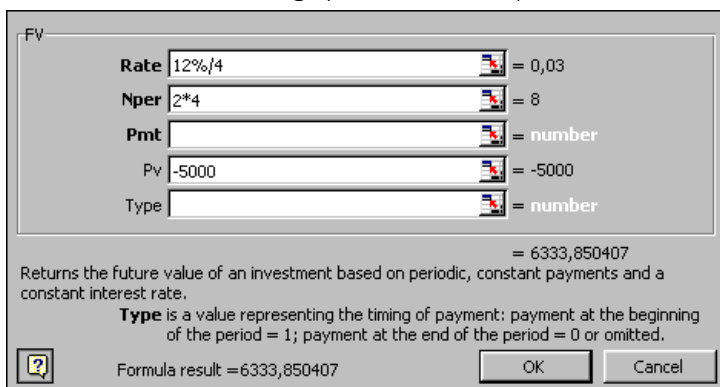 FV
Rate 12%/4 = 0,03
Nper 2*4 = 8
Pmt = number
Pv -5000 = -5000
Type = number
= 6333,850407
Returns the future value of an investment based on periodic, constant payments and a
constant interest rate.
Type is a value representing the timing of payment: payment at the beginning
of the period = 1; payment at the end of the period = 0 or omitted.
? Formula result =6333,850407 OK Cancel